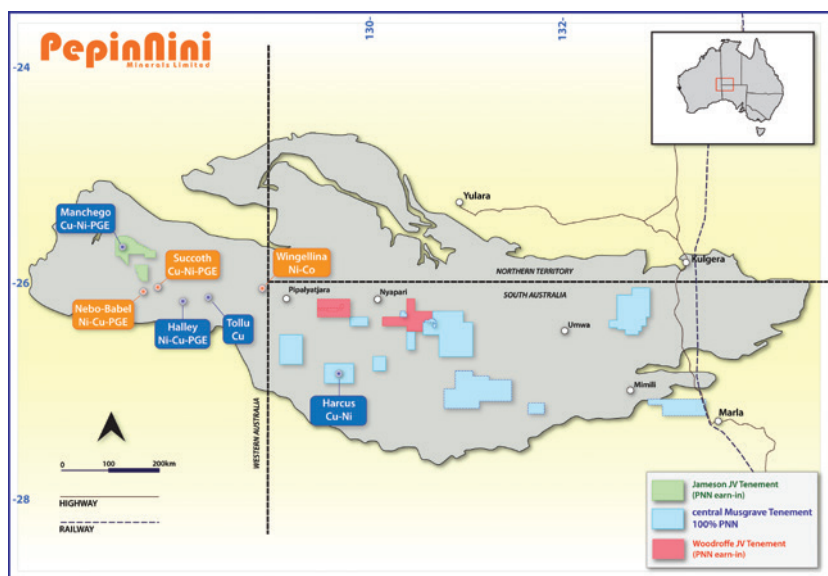 PepinNini
Minerals Limited
130-
132-
-24
-26
-28
Manchego
Cu-Ni-PGE
Succoth
Cu-Ni-PGE
Wingellina
Ni-Co
Nebo-Babel
Ni-Cu-PGE
Halley
Ni-Cu-PGE
Tollu
Cu
Harcus
Cu-Ni
Yulara
Kulgera
NORTHERN TERRITORY
SOUTH AUSTRALIA
WESTERN AUSTRALIA
Pipalyatjara
Nyapari
Umwa
Mimili
Marla
0 100 200km
HIGHWAY
RAILWAY
Jameson JV Tenement
(PNN earn-in)
central Musgrave Tenement
100% PNN
Woodroffe JV Tenement
(PNN earn-in)